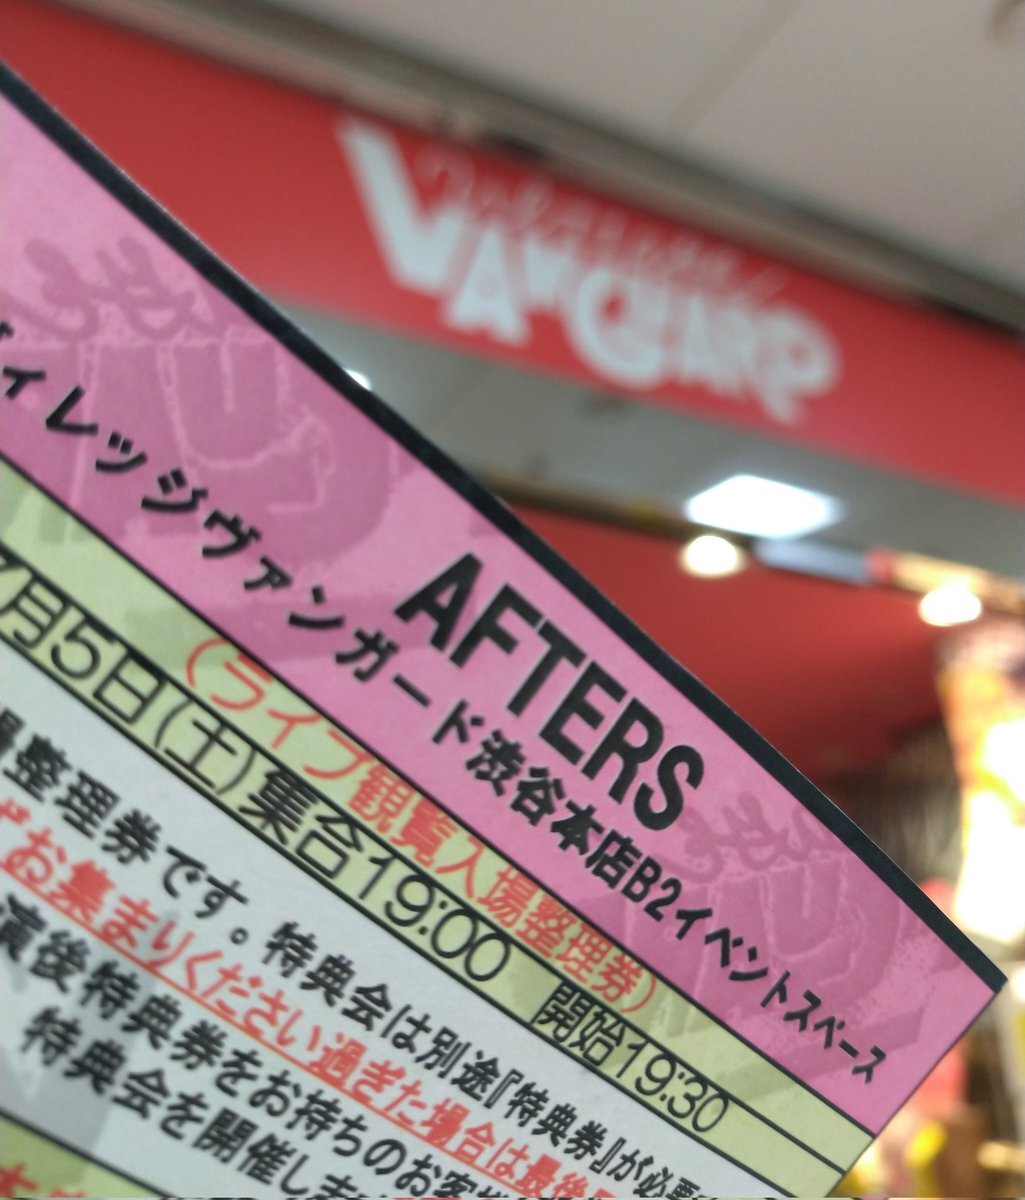 Village
VANGUARD
AFTERS
ィレッジヴァンガード渋谷本店B2イベントスペース
(ライブ観覧入場整理券)
月5日(土)集合19:00 開始19:30
整理券です。特典会は別途『特典券』が必要
お集まりください過ぎた場合は最後
演後特典券をお持ちのお客様
特典会を開催しま